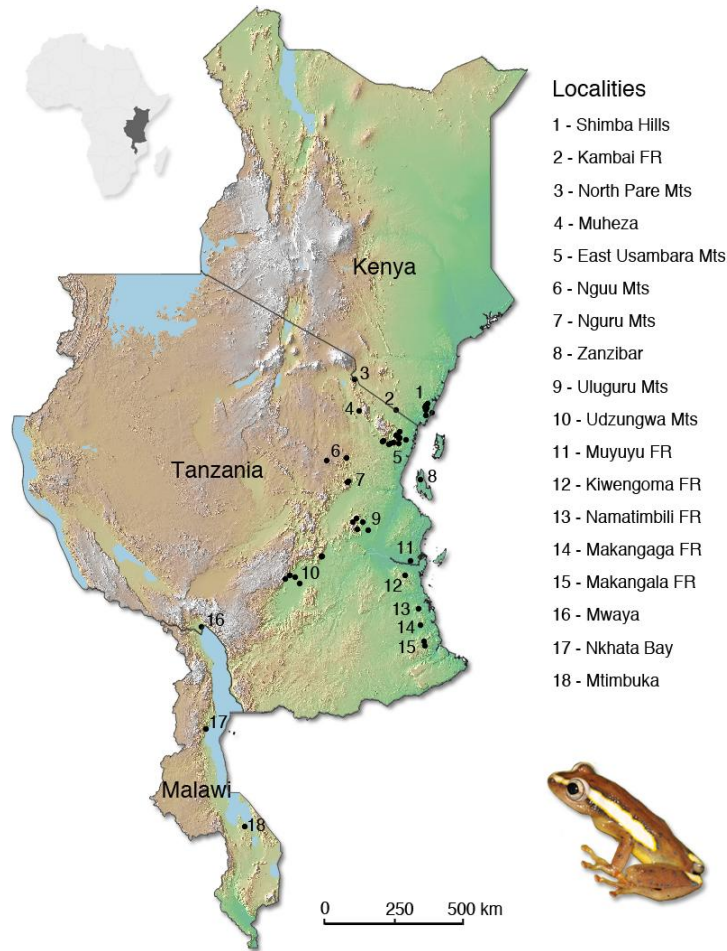 Localities
1 - Shimba Hills
2 - Kambai FR
3 - North Pare Mts
4 - Muheza
5 - East Usambara Mts
6 - Nguu Mts
7 - Nguru Mts
8 - Zanzibar
9 - Uluguru Mts
10 - Udzungwa Mts
11 - Muyuyu FR
12 - Kiwengoma FR
13 - Namatimbili FR
14 - Makangaga FR
15 - Makangala FR
16 - Mwaya
17 - Nkhata Bay
18 - Mtimbuka
Kenya
3
2
1
4
5
6
Tanzania
7
8
9
11
10
12
13
14
16
15
17
Malawi
18
0 250 500 km